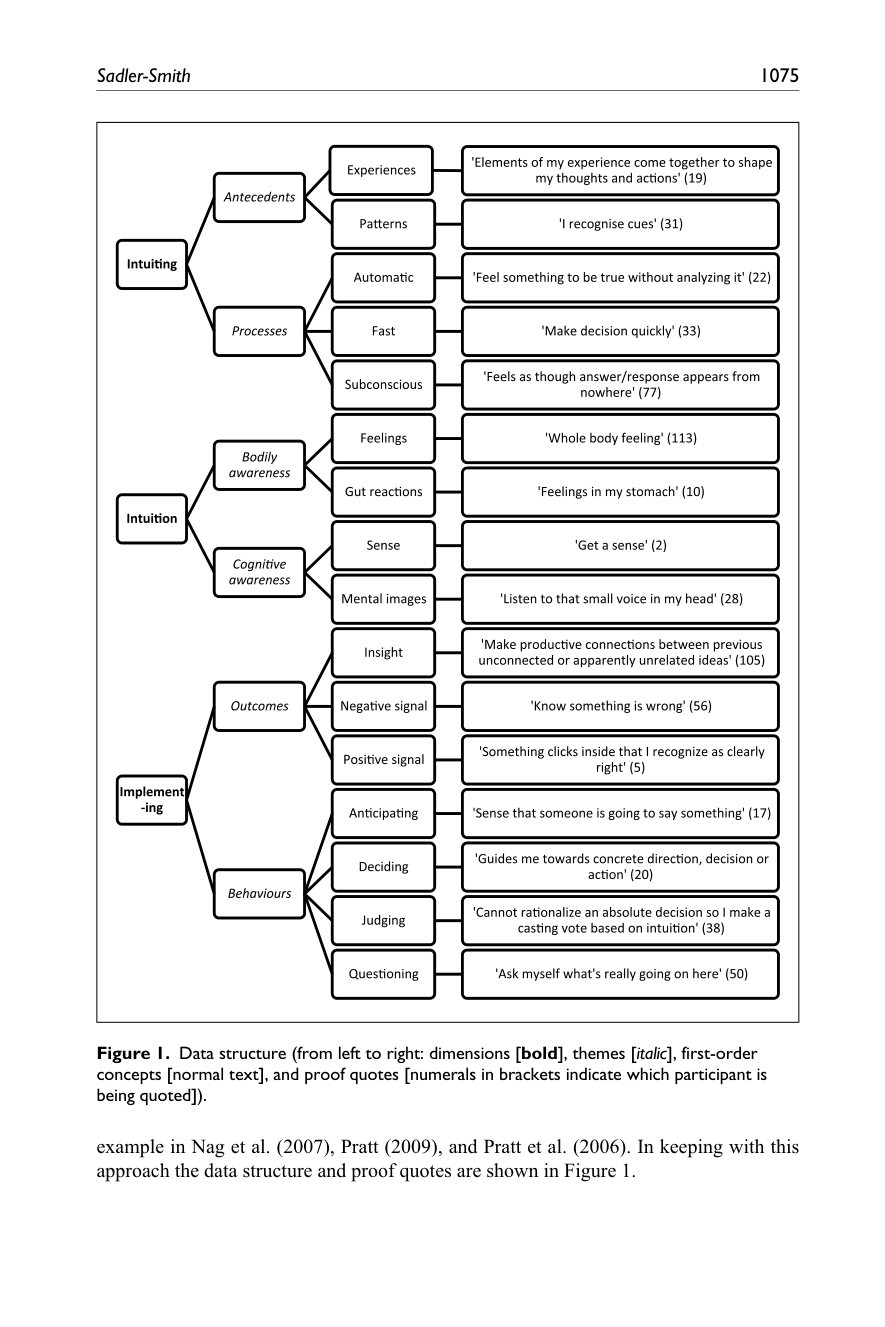 Sadler-Smith 1075
Experiences
'Elements of my experience come together to shape
my thoughts and actions' (19)
Antecedents
Patterns
'I recognise cues' (31)
Intuiting
Automatic
'Feel something to be true without analyzing it' (22)
Processes
Fast
'Make decision quickly' (33)
Subconscious
'Feels as though answer/response appears from
nowhere' (77)
Feelings
'Whole body feeling' (113)
Bodily
awareness
Gut reactions
'Feelings in my stomach' (10)
Intuition
Sense
'Get a sense' (2)
Cognitive
awareness
Mental images
'Listen to that small voice in my head' (28)
Insight
'Make productive connections between previous
unconnected or apparently unrelated ideas' (105)
Outcomes
Negative signal
'Know something is wrong' (56)
Positive signal
'Something clicks inside that I recognize as clearly
right' (5)
Implement
-ing
Anticipating
'Sense that someone is going to say something' (17)
Deciding
'Guides me towards concrete direction, decision or
action' (20)
Behaviours
Judging
'Cannot rationalize an absolute decision so I make a
casting vote based on intuition' (38)
Questioning
'Ask myself what's really going on here' (50)
Figure 1. Data structure (from left to right: dimensions [bold], themes [italic], first-order
concepts [normal text], and proof quotes [numerals in brackets indicate which participant is
being quoted]).
example in Nag et al. (2007), Pratt (2009), and Pratt et al. (2006). In keeping with this
approach the data structure and proof quotes are shown in Figure 1.